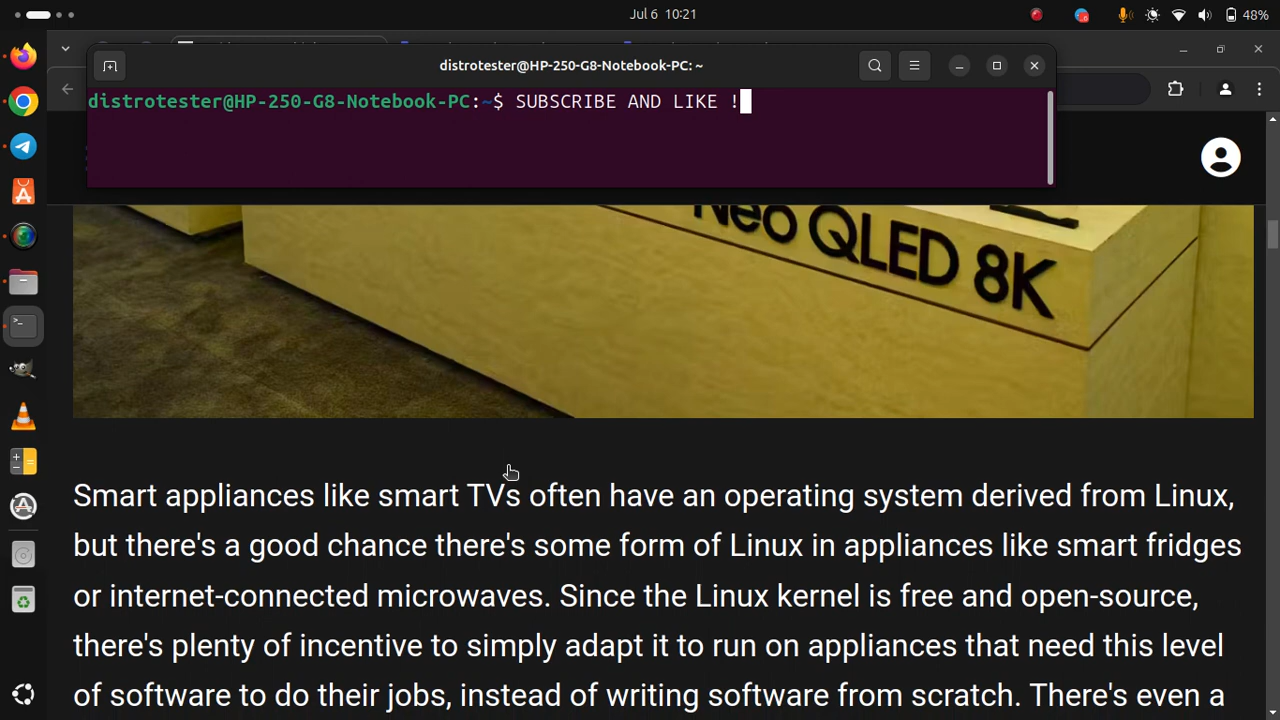 Jul 6 10:21
48%
distrotester@HP-250-G8-Notebook-PC: ~
distrotester@HP-250-G8-Notebook-PC:~$ SUBSCRIBE AND LIKE !
Neo QLED 8K
Smart appliances like smart TVs often have an operating system derived from Linux,
but there's a good chance there's some form of Linux in appliances like smart fridges
or internet-connected microwaves. Since the Linux kernel is free and open-source,
there's plenty of incentive to simply adapt it to run on appliances that need this level
of software to do their jobs, instead of writing software from scratch. There's even a